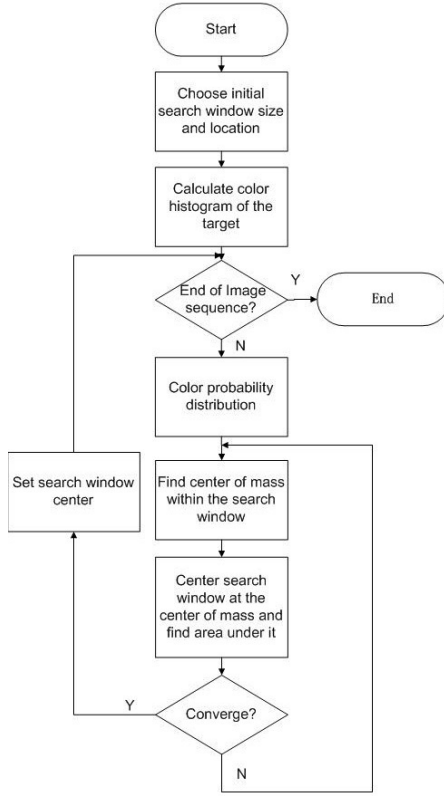 Start
Choose initial
search window size
and location
Calculate color
histogram of the
target
End of Image
sequence?
Y
End
N
Color probability
distribution
Set search window
center
Find center of mass
within the search
window
Center search
window at the
center of mass and
find area under it
Y
Converge?
N